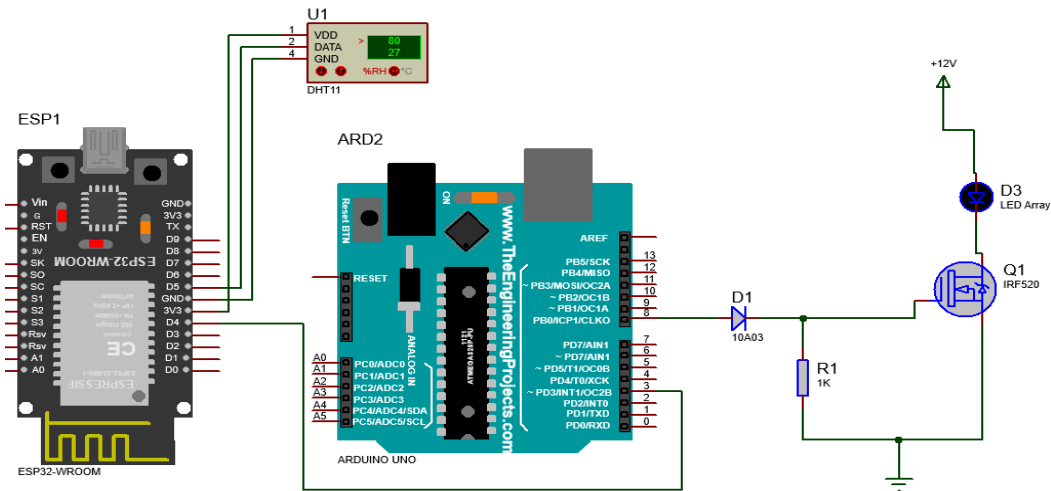 U1
1 VDD
2 DATA
4 GND
>
80
27
%RH °C
DHT11
ESP1
Vin
G
RST
EN
3V
SK
SO
SC
S1
S2
S3
Rsv
Rsv
A1
A0
GND
3V3
TX
D9
D8
D7
D6
D5
GND
3V3
D4
D3
D2
D1
D0
ESP32-WROOM
CE
ESPRESSIF
ESP32-WROOM
ARD2
Reset BTN
ON
www.TheEngineeringProjects.com
RESET
ANALOG IN
A0 PC0/ADC0
A1 PC1/ADC1
A2 PC2/ADC2
A3 PC3/ADC3
A4 PC4/ADC4/SDA
A5 PC5/ADC5/SCL
AREF
PB5/SCK 13
PB4/MISO 12
~ PB3/MOSI/OC2A 11
~ PB2/OC1B 10
~ PB1/OC1A 9
PB0/ICP1/CLKO 8
PD7/AIN1 7
~ PD7/AIN1 6
~ PD5/T1/OC0B 5
PD4/T0/XCK 4
~ PD3/INT1/OC2B 3
PD2/INT0 2
PD1/TXD 1
PD0/RXD 0
ARDUINO UNO
D1
10A03
R1
1K
+12V
D3
LED Array
Q1
IRF520